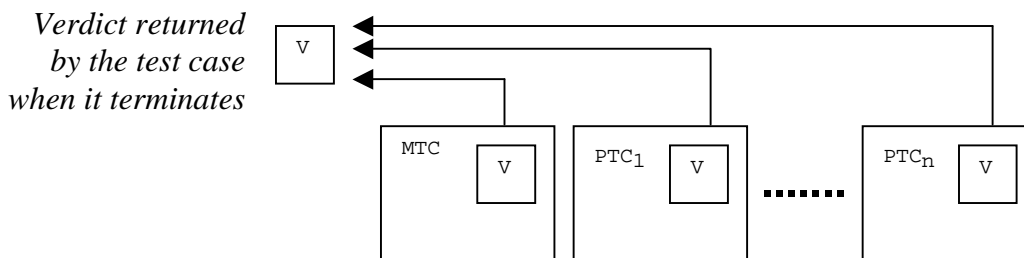 Verdict returned
by the test case
when it terminates
V
MTC
V
PTC1
V
PTCn
V